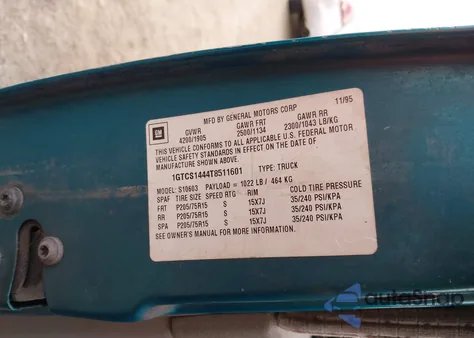 MFD BY GENERAL MOTORS CORP 11/95
GM GVWR GAWR FRT GAWR RR
4200/1905 2500/1134 2300/1043 LB/KG
THIS VEHICLE CONFORMS TO ALL APPLICABLE U.S. FEDERAL MOTOR
VEHICLE SAFETY STANDARDS IN EFFECT ON THE DATE OF
MANUFACTURE SHOWN ABOVE.
1GTCS1444T8511601 TYPE: TRUCK
MODEL: S10603 PAYLOAD = 1022 LB / 464 KG
TIRE SIZE SPEED RTG RIM COLD TIRE PRESSURE
FRT P205/75R15 S 15X7J 35/240 PSI/KPA
RR P205/75R15 S 15X7J 35/240 PSI/KPA
SPA P205/75R15 S 15X7J 35/240 PSI/KPA
SEE OWNER'S MANUAL FOR MORE INFORMATION.
autoShap